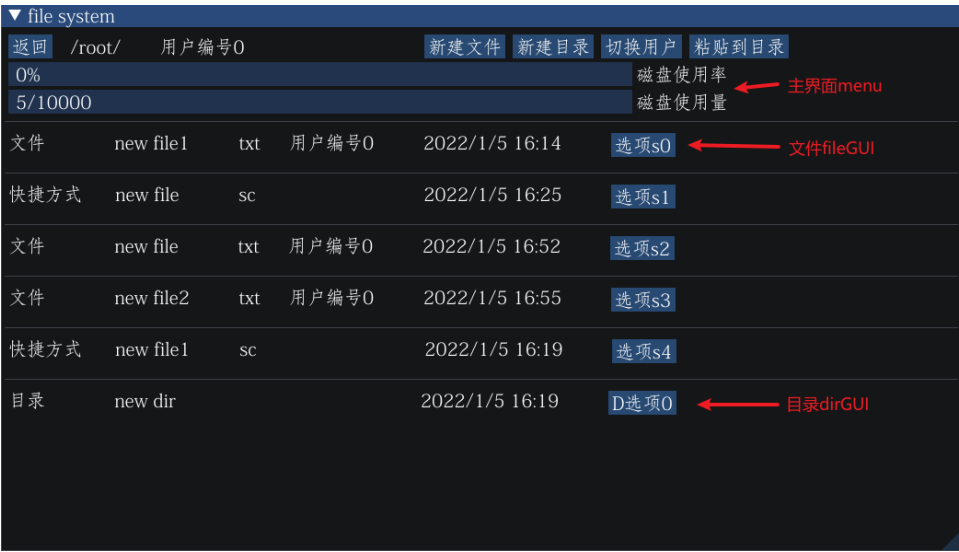 ▼ file system
返回 /root/ 用户编号0 新建文件 新建目录 切换用户 粘贴到目录
0% 磁盘使用率
5/10000 磁盘使用量
主界面menu
文件 new file1 txt 用户编号0 2022/1/5 16:14 选项s0 文件fileGUI
快捷方式 new file sc 2022/1/5 16:25 选项s1
文件 new file txt 用户编号0 2022/1/5 16:52 选项s2
文件 new file2 txt 用户编号0 2022/1/5 16:55 选项s3
快捷方式 new file1 sc 2022/1/5 16:19 选项s4
目录 new dir 2022/1/5 16:19 D选项0 目录dirGUI